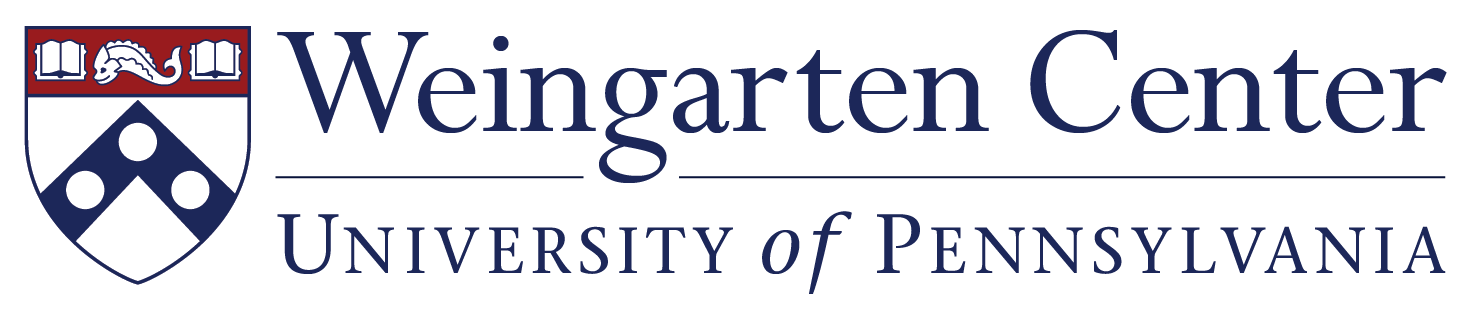 Weingarten Center
UNIVERSITY of PENNSYLVANIA